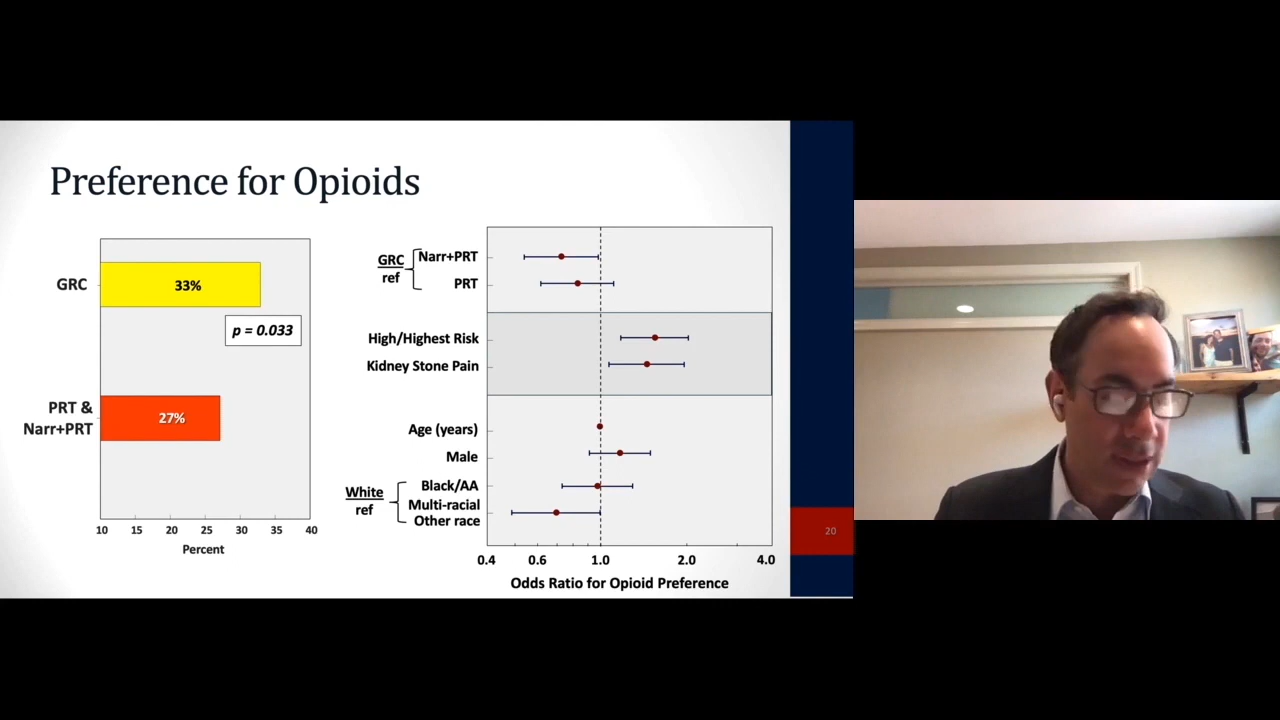 Preference for Opioids
GRC
33%
p = 0.033
PRT &
Narr+PRT
27%
10 15 20 25 30 35 40
Percent
GRC
ref
Narr+PRT
PRT
High/Highest Risk
Kidney Stone Pain
Age (years)
Male
White
ref
Black/AA
Multi-racial
Other race
0.4 0.6 1.0 2.0 4.0
Odds Ratio for Opioid Preference
20